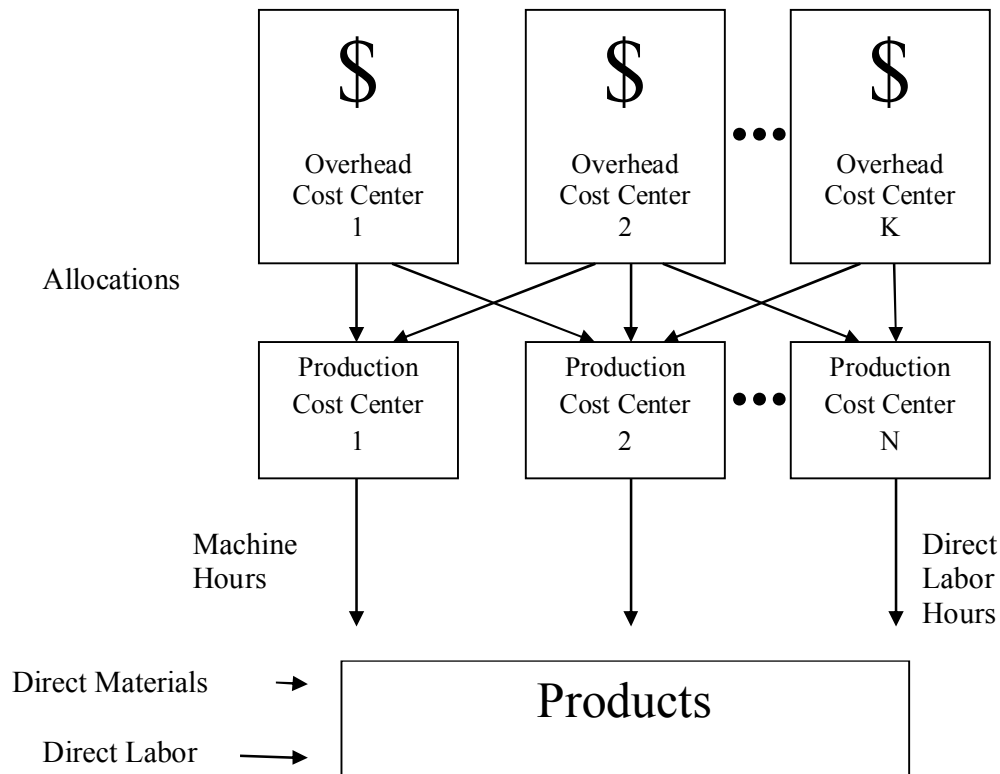 $
Overhead
Cost Center
1
$
Overhead
Cost Center
2
$
Overhead
Cost Center
K
Allocations
Production
Cost Center
1
Production
Cost Center
2
Production
Cost Center
N
Machine
Hours
Direct
Labor
Hours
Direct Materials
Products
Direct Labor